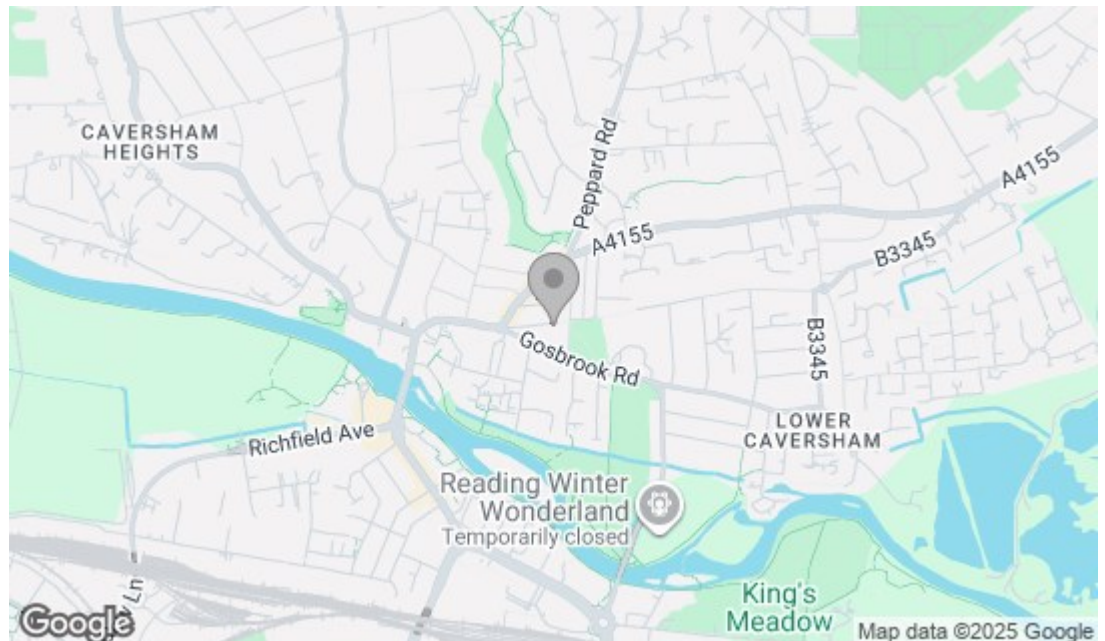 CAVERSHAM
HEIGHTS
Peppard Rd
A4155
A4155
B3345
B3345
Gosbrook Rd
LOWER
CAVERSHAM
Richfield Ave
Reading Winter
Wonderland
Temporarily closed
King's
Meadow
Ln
Google
Map data ©2025 Google